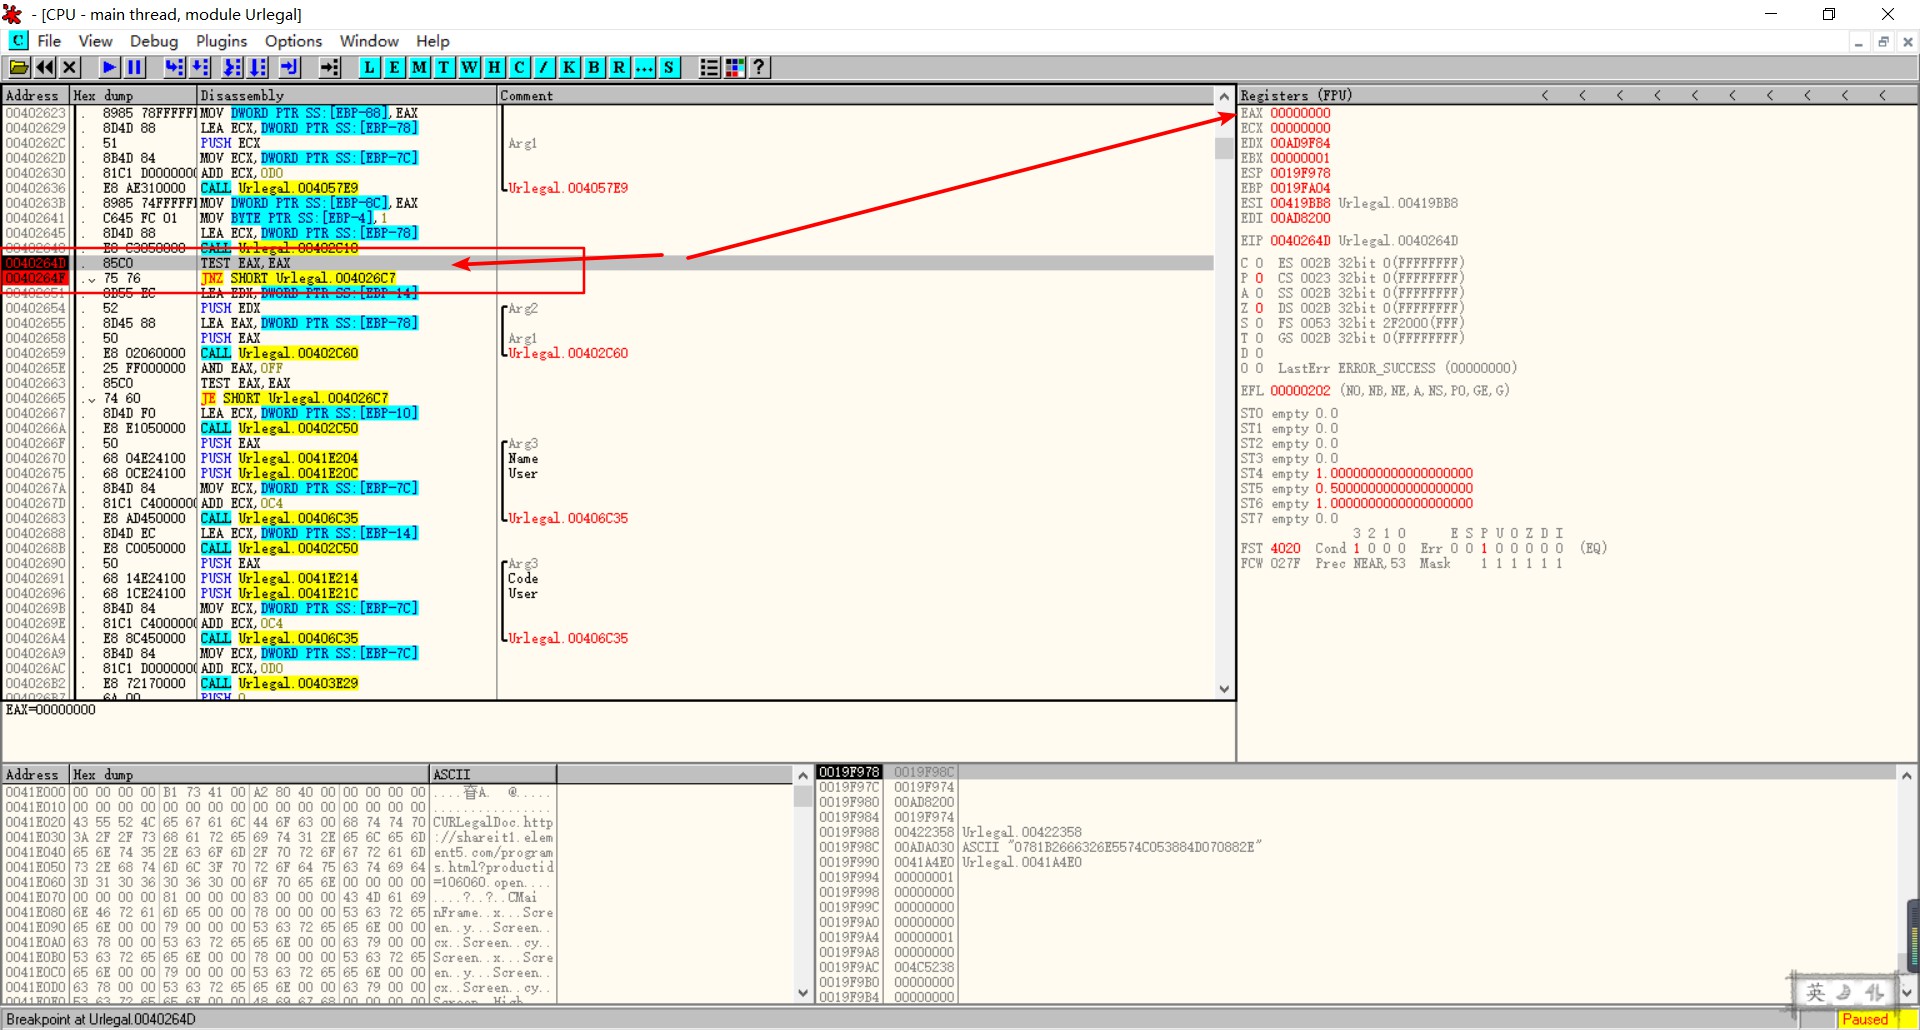 - [CPU - main thread, module Urlegal]
C File View Debug Plugins Options Window Help
L E M T W H C / K B R ... S ?
Address Hex dump Disassembly Comment
00402623 . 8985 78FFFFFI MOV DWORD PTR SS:[EBP-88],EAX
00402629 . 8D4D 88 LEA ECX,DWORD PTR SS:[EBP-78]
0040262C . 51 PUSH ECX Arg1
0040262D . 8B4D 84 MOV ECX,DWORD PTR SS:[EBP-7C]
00402630 . 81C1 D0000000 ADD ECX,0D0
00402636 . E8 AE310000 CALL Urlegal.004057E9 Urlegal.004057E9
0040263B . 8985 74FFFFFI MOV DWORD PTR SS:[EBP-8C],EAX
00402641 . C645 FC 01 MOV BYTE PTR SS:[EBP-4],1
00402645 . 8D4D 88 LEA ECX,DWORD PTR SS:[EBP-78]
00402648 . E8 C3050000 CALL Urlegal.00402C10
0040264D . 85C0 TEST EAX,EAX
0040264F . 75 76 JNZ SHORT Urlegal.004026C7
00402651 . 8D55 EC LEA EDX,DWORD PTR SS:[EBP-14]
00402654 . 52 PUSH EDX Arg2
00402655 . 8D45 88 LEA EAX,DWORD PTR SS:[EBP-78]
00402658 . 50 PUSH EAX Arg1
00402659 . E8 02060000 CALL Urlegal.00402C60 Urlegal.00402C60
0040265E . 25 FF000000 AND EAX,0FF
00402663 . 85C0 TEST EAX,EAX
00402665 . 74 60 JE SHORT Urlegal.004026C7
00402667 . 8D4D F0 LEA ECX,DWORD PTR SS:[EBP-10]
0040266A . E8 E1050000 CALL Urlegal.00402C50
0040266F . 50 PUSH EAX Arg3
00402670 . 68 04E24100 PUSH Urlegal.0041E204 Name
00402675 . 68 0CE24100 PUSH Urlegal.0041E20C User
0040267A . 8B4D 84 MOV ECX,DWORD PTR SS:[EBP-7C]
0040267D . 81C1 C4000000 ADD ECX,0C4
00402683 . E8 AD450000 CALL Urlegal.00406C35 Urlegal.00406C35
00402688 . 8D4D EC LEA ECX,DWORD PTR SS:[EBP-14]
0040268B . E8 C0050000 CALL Urlegal.00402C50
00402690 . 50 PUSH EAX Arg3
00402691 . 68 14E24100 PUSH Urlegal.0041E214 Code
00402696 . 68 1CE24100 PUSH Urlegal.0041E21C User
0040269B . 8B4D 84 MOV ECX,DWORD PTR SS:[EBP-7C]
0040269E . 81C1 C4000000 ADD ECX,0C4
004026A4 . E8 8C450000 CALL Urlegal.00406C35 Urlegal.00406C35
004026A9 . 8B4D 84 MOV ECX,DWORD PTR SS:[EBP-7C]
004026AC . 81C1 D0000000 ADD ECX,0D0
004026B2 . E8 72170000 CALL Urlegal.00403E29
004026B7 . 6A 00 PUSH 0
EAX=00000000
Registers (FPU) < < < < < < < < < <
EAX 00000000
ECX 00000000
EDX 00AD9F84
EBX 00000001
ESP 0019F978
EBP 0019FA04
ESI 00419BB8 Urlegal.00419BB8
EDI 00AD8200
EIP 0040264D Urlegal.0040264D
C 0 ES 002B 32bit 0(FFFFFFFF)
P 0 CS 0023 32bit 0(FFFFFFFF)
A 0 SS 002B 32bit 0(FFFFFFFF)
Z 0 DS 002B 32bit 0(FFFFFFFF)
S 0 FS 0053 32bit 2F2000(FFF)
T 0 GS 002B 32bit 0(FFFFFFFF)
D 0
O 0 LastErr ERROR_SUCCESS (00000000)
EFL 00000202 (NO,NB,NE,A,NS,PO,GE,G)
ST0 empty 0.0
ST1 empty 0.0
ST2 empty 0.0
ST3 empty 0.0
ST4 empty 1.0000000000000000000
ST5 empty 0.5000000000000000000
ST6 empty 1.0000000000000000000
ST7 empty 0.0
3 2 1 0 E S P U O Z D I
FST 4020 Cond 1 0 0 0 Err 0 0 1 0 0 0 0 0 (EQ)
FCW 027F Prec NEAR,53 Mask 1 1 1 1 1 1
Address Hex dump ASCII
0041E000 00 00 00 00 B1 73 41 00 A2 80 40 00 00 00 00 00
0041E010 00 00 00 00 00 00 00 00 00 00 00 00 00 00 00 00 ................
0041E020 43 55 52 4C 65 67 61 6C 44 6F 63 00 68 74 74 70 CURLegalDoc.http
0041E030 3A 2F 2F 73 68 61 72 65 69 74 31 2E 65 6C 65 6D ://shareit1.elem
0041E040 65 6E 74 35 2E 63 6F 6D 2F 70 72 6F 67 72 61 6D ent5.com/program
0041E050 73 2E 68 74 6D 6C 3F 70 72 6F 64 75 63 74 69 64 s.html?productid
0041E060 3D 31 30 36 30 36 30 00 6F 70 65 6E 00 00 00 00 =106060.open....
0041E070 00 00 00 00 81 00 00 00 83 00 00 00 43 4D 61 69 ....?..?..CMai
0041E080 6E 46 72 61 6D 65 00 00 78 00 00 00 53 63 72 65 nFrame..x...Scre
0041E090 65 6E 00 00 79 00 00 00 53 63 72 65 65 6E 00 00 en..y...Screen..
0041E0A0 63 78 00 00 53 63 72 65 65 6E 00 00 63 79 00 00 cx..Screen..cy..
0041E0B0 53 63 72 65 65 6E 00 00 78 00 00 00 53 63 72 65 Screen..x...Scre
0041E0C0 65 6E 00 00 79 00 00 00 53 63 72 65 65 6E 00 00 en..y...Screen..
0041E0D0 63 78 00 00 53 63 72 65 65 6E 00 00 63 79 00 00 cx..Screen..cy..
0041E0E0 53 63 72 65 65 6E 00 00 48 69 67 68 00 00 00 00 Screen..High....
0019F978 0019F98C
0019F97C 0019F974
0019F980 00AD8200
0019F984 0019F974
0019F988 00422358 Urlegal.00422358
0019F98C 00ADA030 ASCII "0781B2666326E5574C053884D070882E"
0019F990 0041A4E0 Urlegal.0041A4E0
0019F994 00000001
0019F998 00000000
0019F99C 00000000
0019F9A0 00000000
0019F9A4 00000001
0019F9A8 00000000
0019F9AC 004C5238
0019F9B0 00000000
0019F9B4 00000000
英
Breakpoint at Urlegal.0040264D Paused